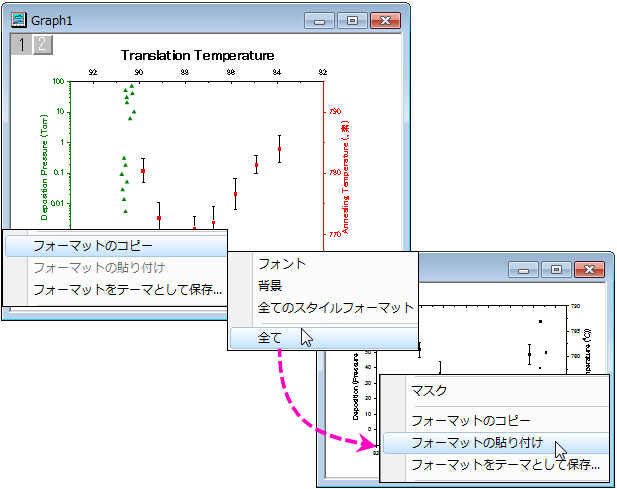 Graph1
1 2
Translation Temperature
92 90 88 86 84 82
100
10
1
0.1
001
Deposition Pressure (Torr)
790
780
770
フォーマットのコピー
フォーマットの貼り付け
フォーマットをテーマとして保存...
フォント
背景
全てのスタイルフォーマット
全て
50
40
30
20
10
0
Deposition (Pressure
790
785
780
マスク
フォーマットのコピー
フォーマットの貼り付け
フォーマットをテーマとして保存...